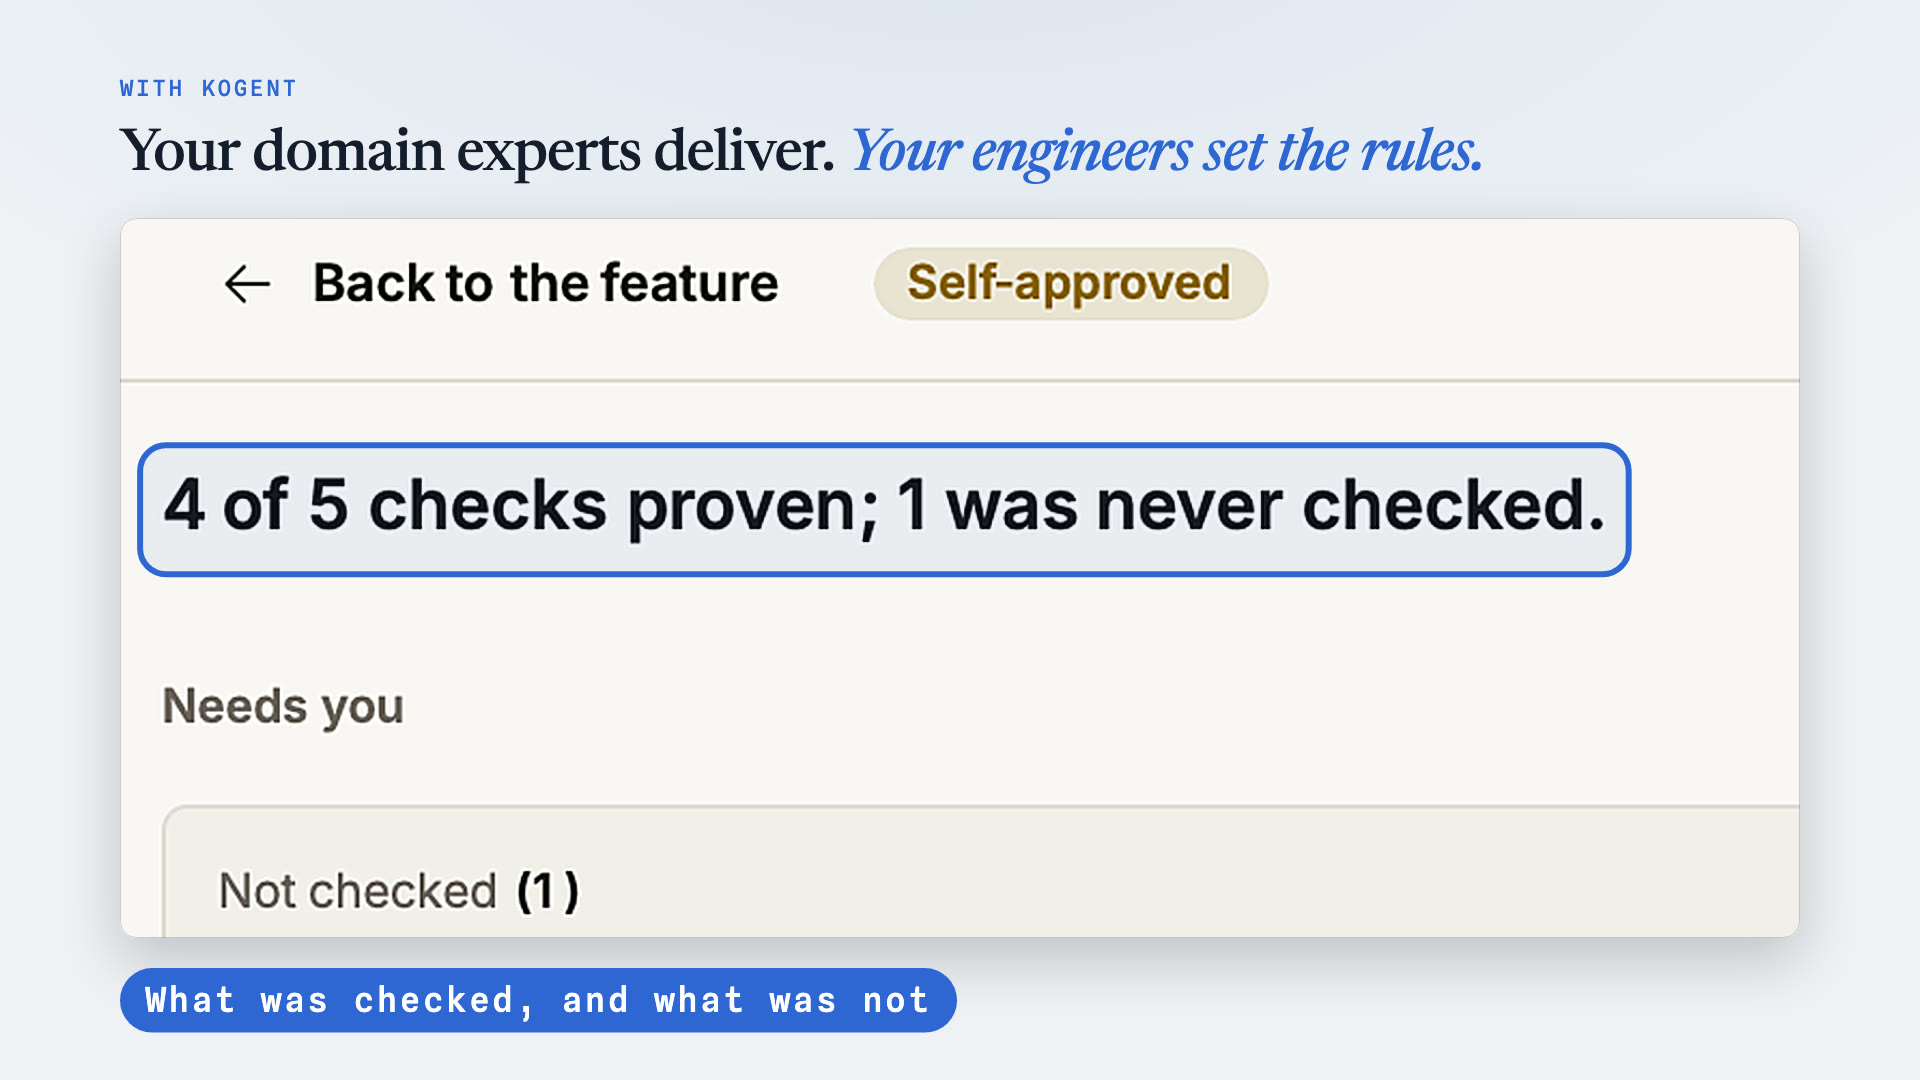 WITH KOGENT
Your domain experts deliver. Your engineers set the rules.
← Back to the feature
Self-approved
4 of 5 checks proven; 1 was never checked.
Needs you
Not checked (1)
What was checked, and what was not